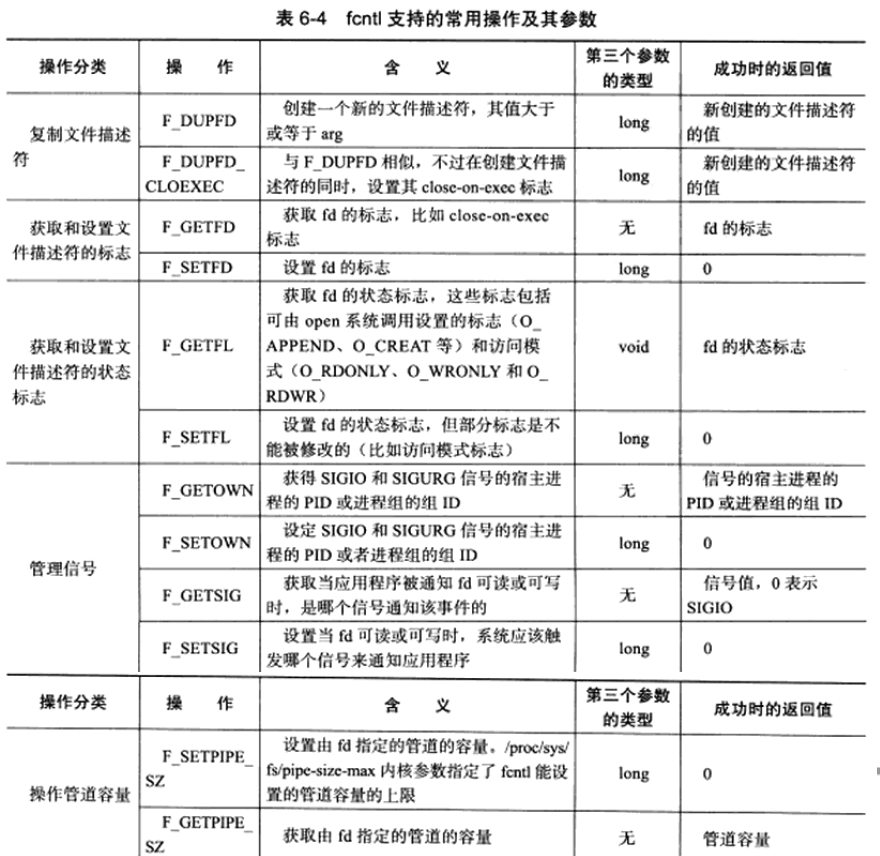 表 6-4 fcntl 支持的常用操作及其参数
操作分类 操 作 含 义 第三个参数的类型 成功时的返回值
复制文件描述符 F_DUPFD 创建一个新的文件描述符，其值大于或等于 arg long 新创建的文件描述符的值
F_DUPFD_CLOEXEC 与 F_DUPFD 相似，不过在创建文件描述符的同时，设置其 close-on-exec 标志 long 新创建的文件描述符的值
获取和设置文件描述符的标志 F_GETFD 获取 fd 的标志，比如 close-on-exec 标志 无 fd 的标志
F_SETFD 设置 fd 的标志 long 0
获取和设置文件描述符的状态标志 F_GETFL 获取 fd 的状态标志，这些标志包括可由 open 系统调用设置的标志（O_APPEND、O_CREAT 等）和访问模式（O_RDONLY、O_WRONLY 和 O_RDWR） void fd 的状态标志
F_SETFL 设置 fd 的状态标志，但部分标志是不能被修改的（比如访问模式标志） long 0
管理信号 F_GETOWN 获得 SIGIO 和 SIGURG 信号的宿主进程的 PID 或进程组的组 ID 无 信号的宿主进程的 PID 或进程组的组 ID
F_SETOWN 设定 SIGIO 和 SIGURG 信号的宿主进程的 PID 或者进程组的组 ID long 0
F_GETSIG 获取当应用程序被通知 fd 可读或可写时，是哪个信号通知该事件的 无 信号值，0 表示 SIGIO
F_SETSIG 设置当 fd 可读或可写时，系统应该触发哪个信号来通知应用程序 long 0
操作分类 操 作 含 义 第三个参数的类型 成功时的返回值
操作管道容量 F_SETPIPE_SZ 设置由 fd 指定的管道的容量。/proc/sys/fs/pipe-size-max 内核参数指定了 fcntl 能设置的管道容量的上限 long 0
F_GETPIPE_SZ 获取由 fd 指定的管道的容量 无 管道容量